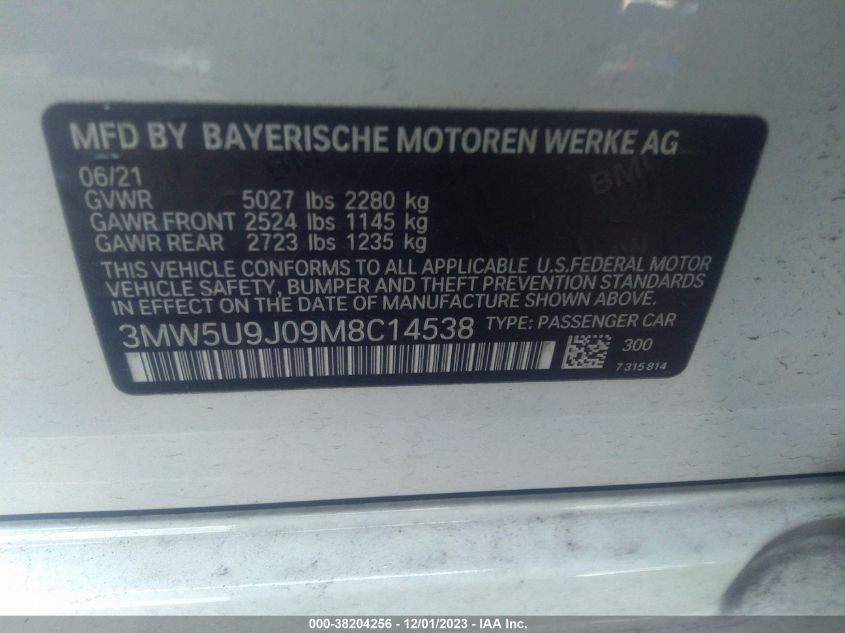 MFD BY BAYERISCHE MOTOREN WERKE AG
06/21
GVWR 5027 lbs 2280 kg
GAWR FRONT 2524 lbs 1145 kg
GAWR REAR 2723 lbs 1235 kg
THIS VEHICLE CONFORMS TO ALL APPLICABLE U.S.FEDERAL MOTOR
VEHICLE SAFETY, BUMPER AND THEFT PREVENTION STANDARDS
IN EFFECT ON THE DATE OF MANUFACTURE SHOWN ABOVE.
3MW5U9J09M8C14538 TYPE: PASSENGER CAR
300
7 315 814
000-38204256 - 12/01/2023 - IAA Inc.